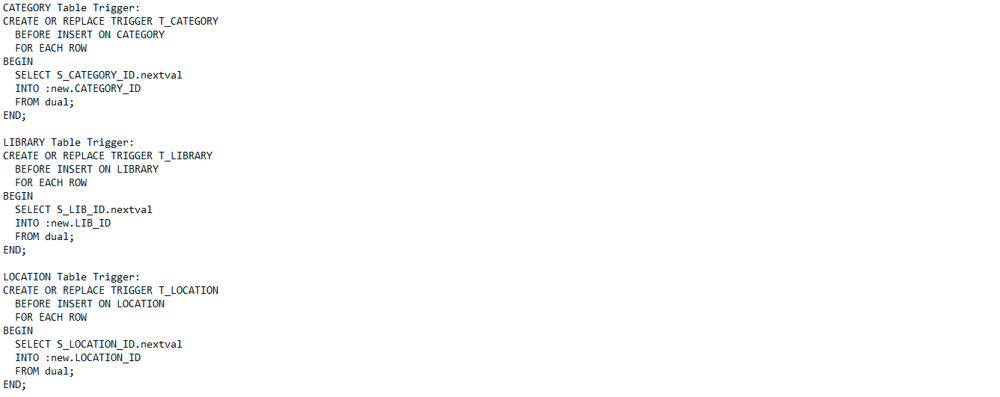 CATEGORY Table Trigger:
CREATE OR REPLACE TRIGGER T_CATEGORY
  BEFORE INSERT ON CATEGORY
  FOR EACH ROW
BEGIN
  SELECT S_CATEGORY_ID.nextval
  INTO :new.CATEGORY_ID
  FROM dual;
END;

LIBRARY Table Trigger:
CREATE OR REPLACE TRIGGER T_LIBRARY
  BEFORE INSERT ON LIBRARY
  FOR EACH ROW
BEGIN
  SELECT S_LIB_ID.nextval
  INTO :new.LIB_ID
  FROM dual;
END;

LOCATION Table Trigger:
CREATE OR REPLACE TRIGGER T_LOCATION
  BEFORE INSERT ON LOCATION
  FOR EACH ROW
BEGIN
  SELECT S_LOCATION_ID.nextval
  INTO :new.LOCATION_ID
  FROM dual;
END;